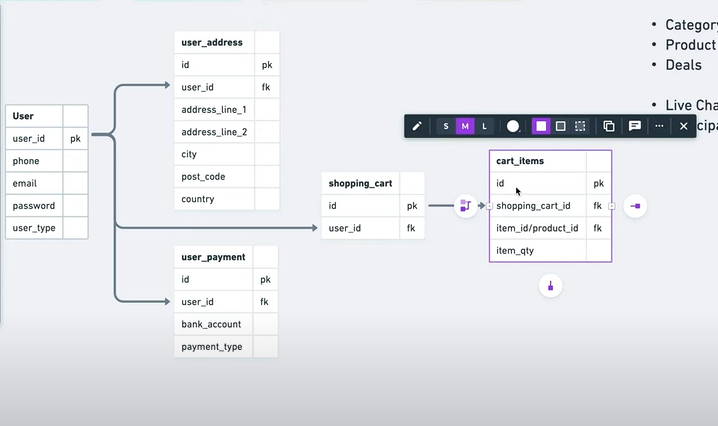 User
user_id pk
phone
email
password
user_type
user_address
id pk
user_id fk
address_line_1
address_line_2
city
post_code
country
user_payment
id pk
user_id fk
bank_account
payment_type
shopping_cart
id pk
user_id fk
S M L
cart_items
id pk
shopping_cart_id fk
item_id/product_id fk
item_qty
• Category
• Product
• Deals
• Live Cha
cipa